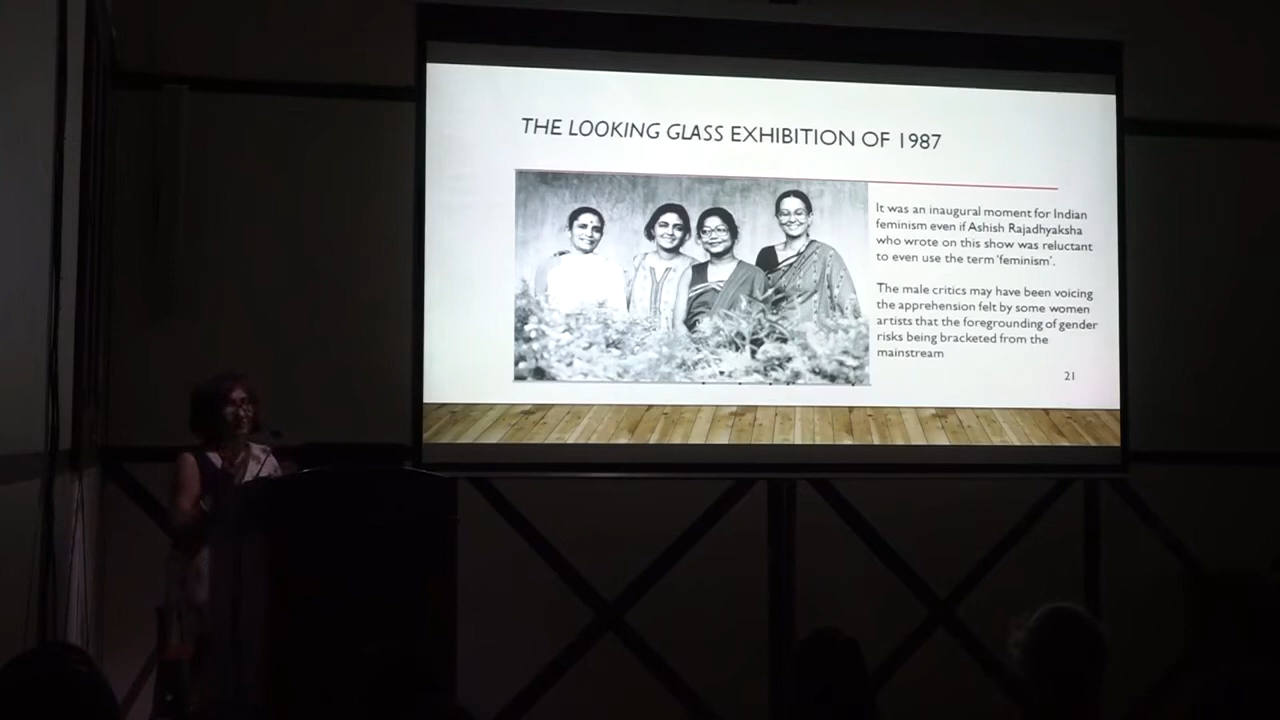 THE LOOKING GLASS EXHIBITION OF 1987
It was an inaugural moment for Indian
feminism even if Ashish Rajadhyaksha
who wrote on this show was reluctant
to even use the term 'feminism'.
The male critics may have been voicing
the apprehension felt by some women
artists that the foregrounding of gender
risks being bracketed from the
mainstream
21